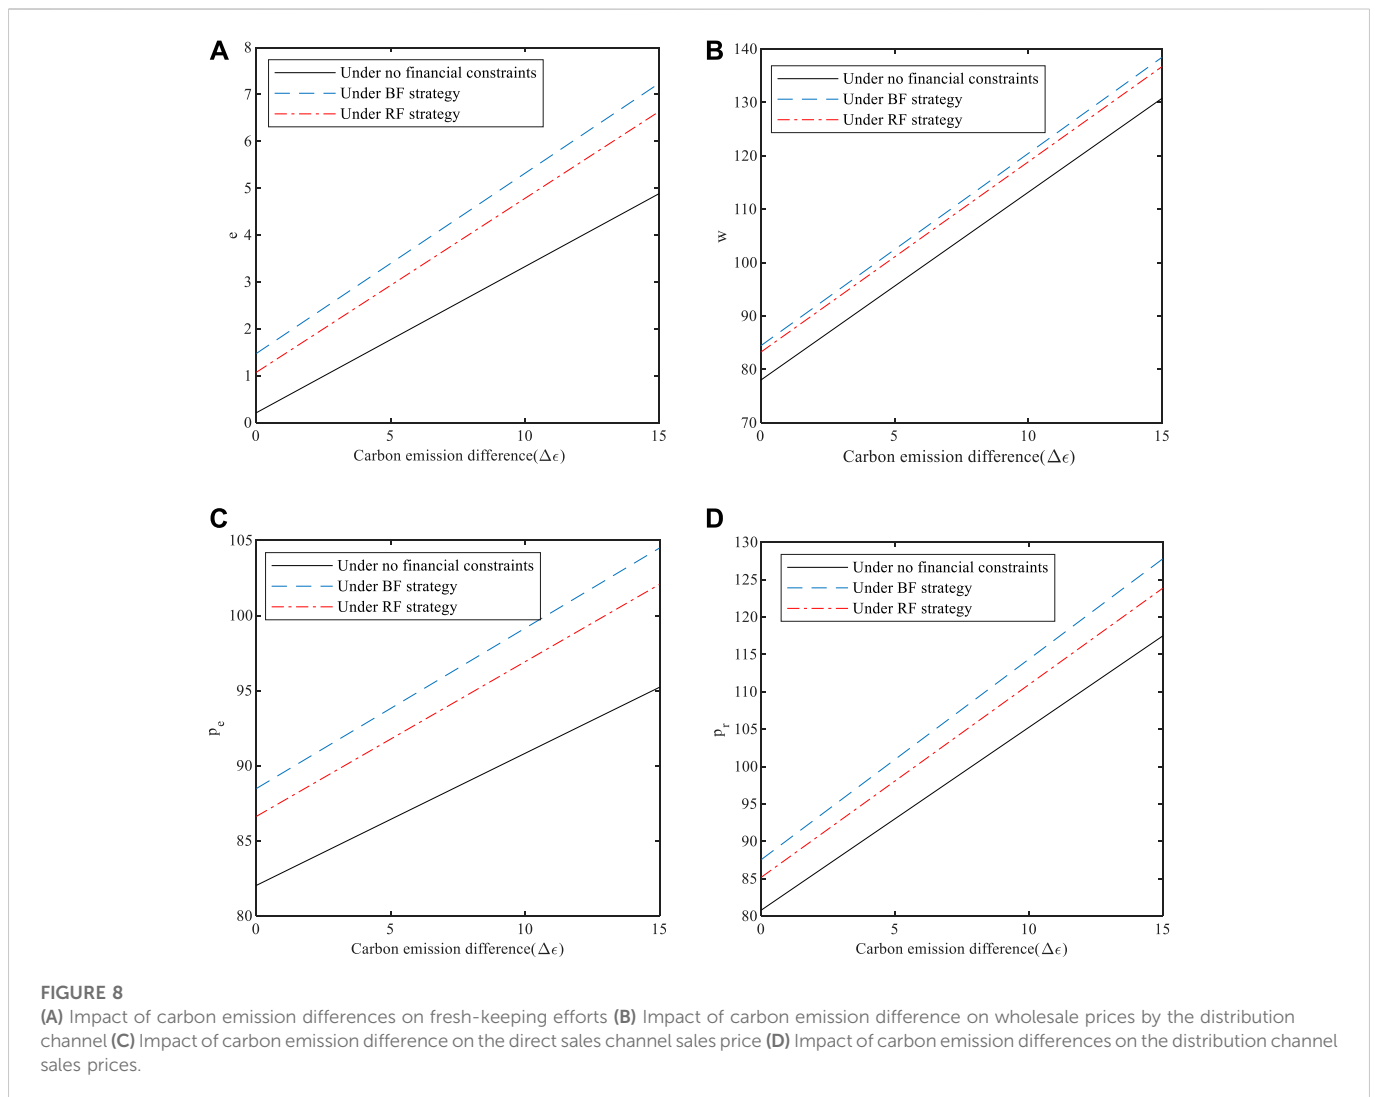 A
8
7
6
5
4
3
2
1
0
e
Under no financial constraints
Under BF strategy
Under RF strategy
0 5 10 15
Carbon emission difference(Δϵ)
B
140
130
120
110
100
90
80
70
w
Under no financial constraints
Under BF strategy
Under RF strategy
0 5 10 15
Carbon emission difference(Δϵ)
C
105
100
95
90
85
80
p_e
Under no financial constraints
Under BF strategy
Under RF strategy
0 5 10 15
Carbon emission difference(Δϵ)
D
130
125
120
115
110
105
100
95
90
85
80
p_r
Under no financial constraints
Under BF strategy
Under RF strategy
0 5 10 15
Carbon emission difference(Δϵ)
FIGURE 8
(A) Impact of carbon emission differences on fresh-keeping efforts (B) Impact of carbon emission difference on wholesale prices by the distribution
channel (C) Impact of carbon emission difference on the direct sales channel sales price (D) Impact of carbon emission differences on the distribution channel
sales prices.